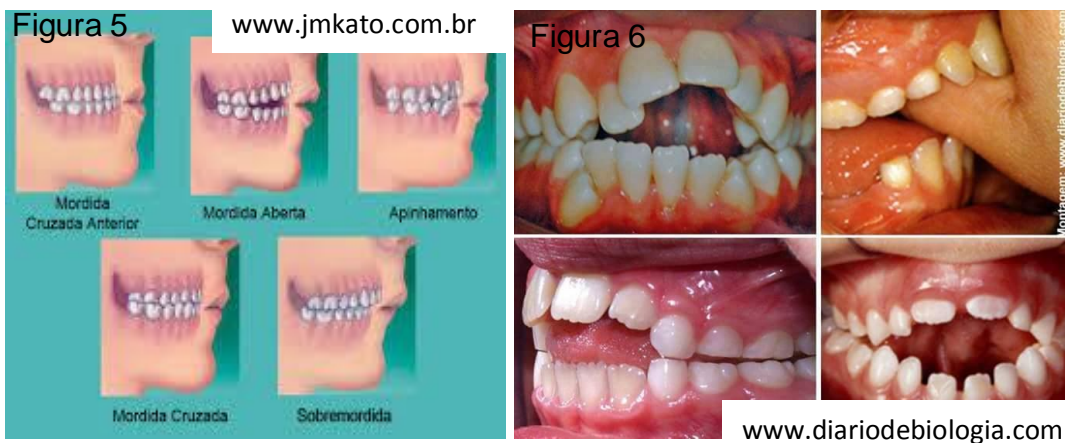 Figura 5
www.jmkato.com.br
Mordida
Cruzada Anterior
Mordida Aberta
Apinhamento
Mordida Cruzada
Sobremordida
Figura 6
Montagem: www.diariodebiologia.com
www.diariodebiologia.com